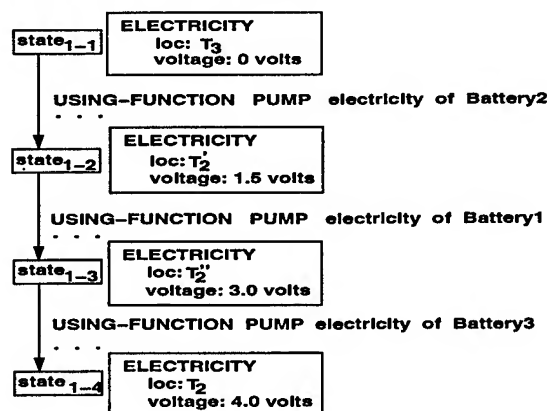 ELECTRICITY
state1-1
loc: T3
voltage: 0 volts
USING-FUNCTION PUMP electricity of Battery2
. . .
ELECTRICITY
state1-2
loc: T2'
voltage: 1.5 volts
USING-FUNCTION PUMP electricity of Battery1
. . .
ELECTRICITY
state1-3
loc: T2''
voltage: 3.0 volts
USING-FUNCTION PUMP electricity of Battery3
. . .
ELECTRICITY
state1-4
loc: T2
voltage: 4.0 volts